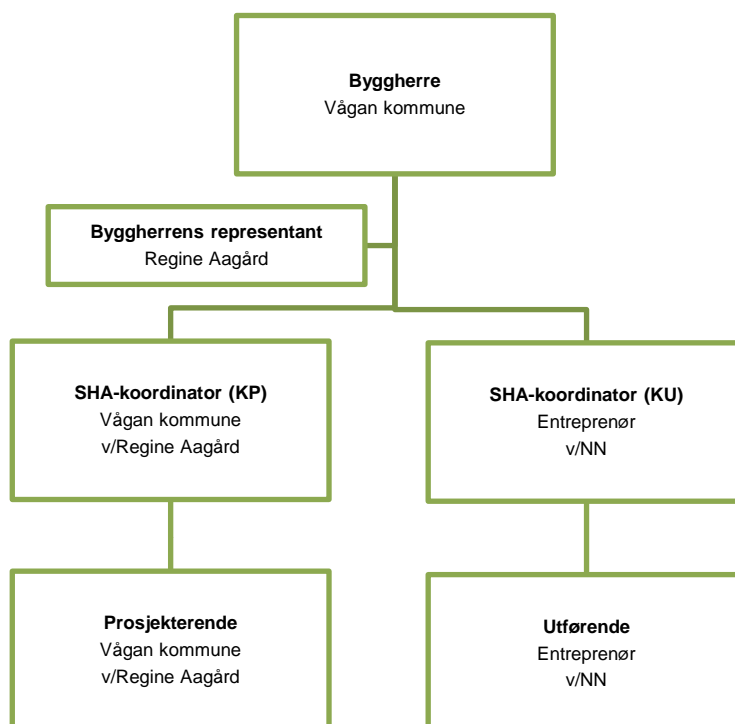 Byggherre
Vågan kommune
Byggherrens representant
Regine Aagård
SHA-koordinator (KP)
Vågan kommune
v/Regine Aagård
SHA-koordinator (KU)
Entreprenør
v/NN
Prosjekterende
Vågan kommune
v/Regine Aagård
Utførende
Entreprenør
v/NN